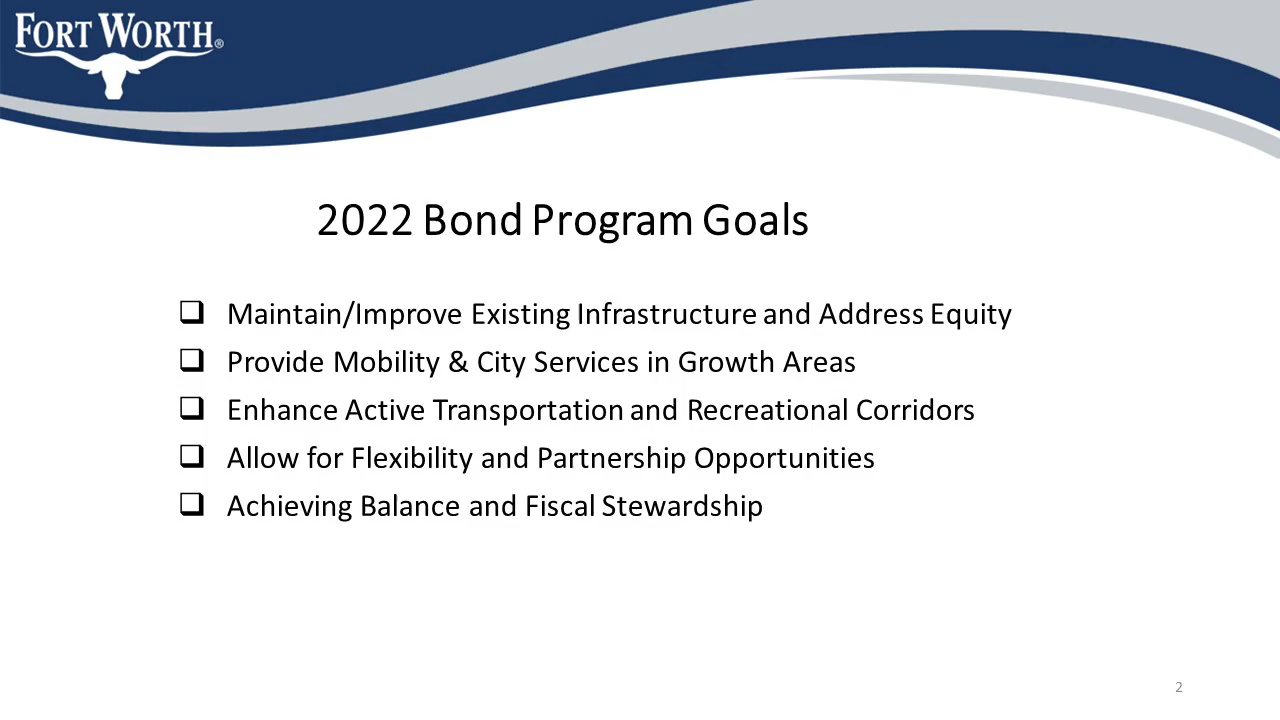 FORT WORTH®
2022 Bond Program Goals
❑ Maintain/Improve Existing Infrastructure and Address Equity
❑ Provide Mobility & City Services in Growth Areas
❑ Enhance Active Transportation and Recreational Corridors
❑ Allow for Flexibility and Partnership Opportunities
❑ Achieving Balance and Fiscal Stewardship
2